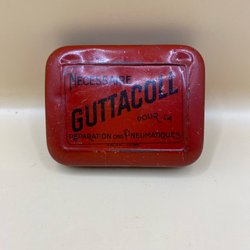 NÉCESSAIRE
GUTTACOLL
POUR LA
RÉPARATION DES PNEUMATIQUES